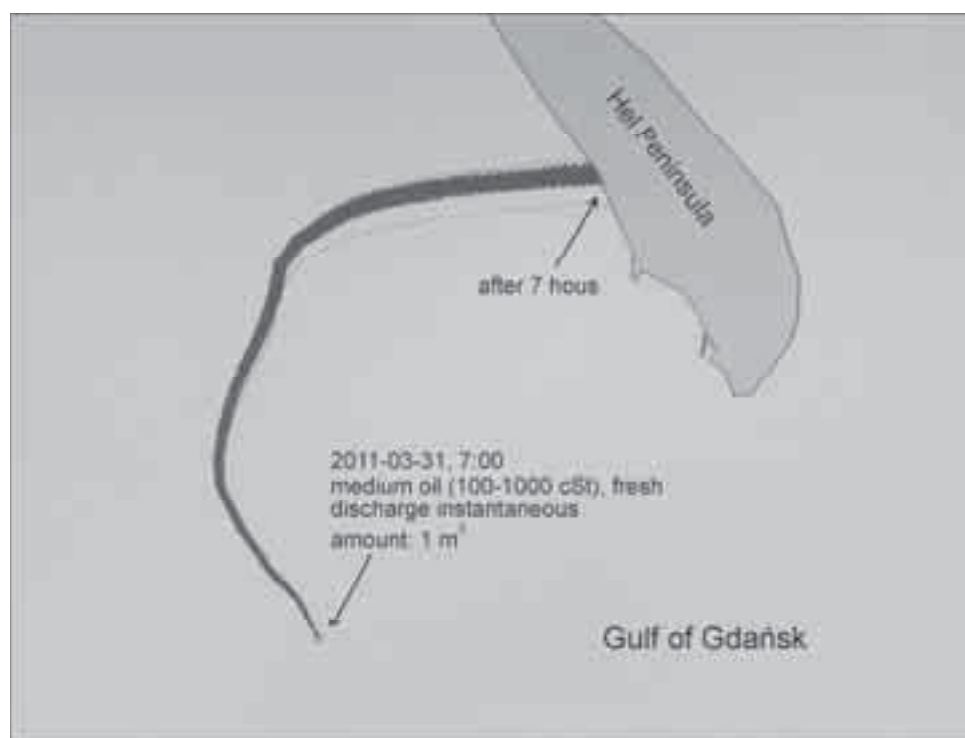 Hel Peninsula
after 7 hous
2011-03-31, 7:00
medium oil (100-1000 cSt), fresh
discharge instantaneous
amount: 1 m³
Gulf of Gdańsk